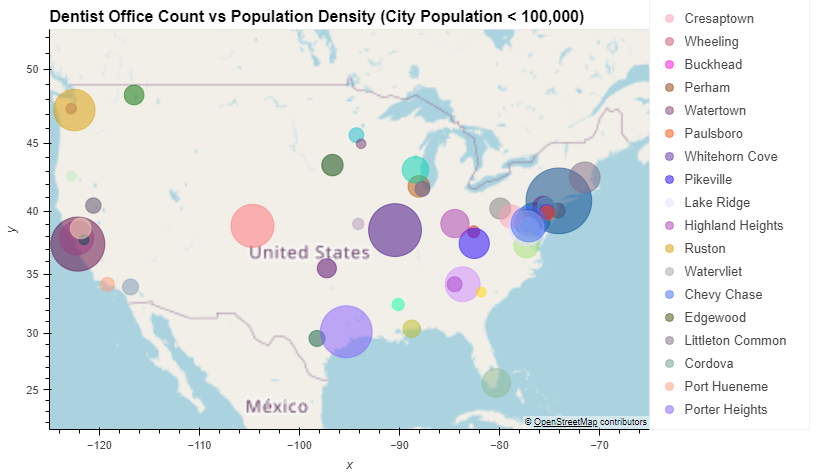 Dentist Office Count vs Population Density (City Population < 100,000)
50
45
40
35
30
25
y
−120
−110
−100
−90
−80
−70
x
United States
México
© OpenStreetMap contributors
Cresaptown
Wheeling
Buckhead
Perham
Watertown
Paulsboro
Whitehorn Cove
Pikeville
Lake Ridge
Highland Heights
Ruston
Watervliet
Chevy Chase
Edgewood
Littleton Common
Cordova
Port Hueneme
Porter Heights